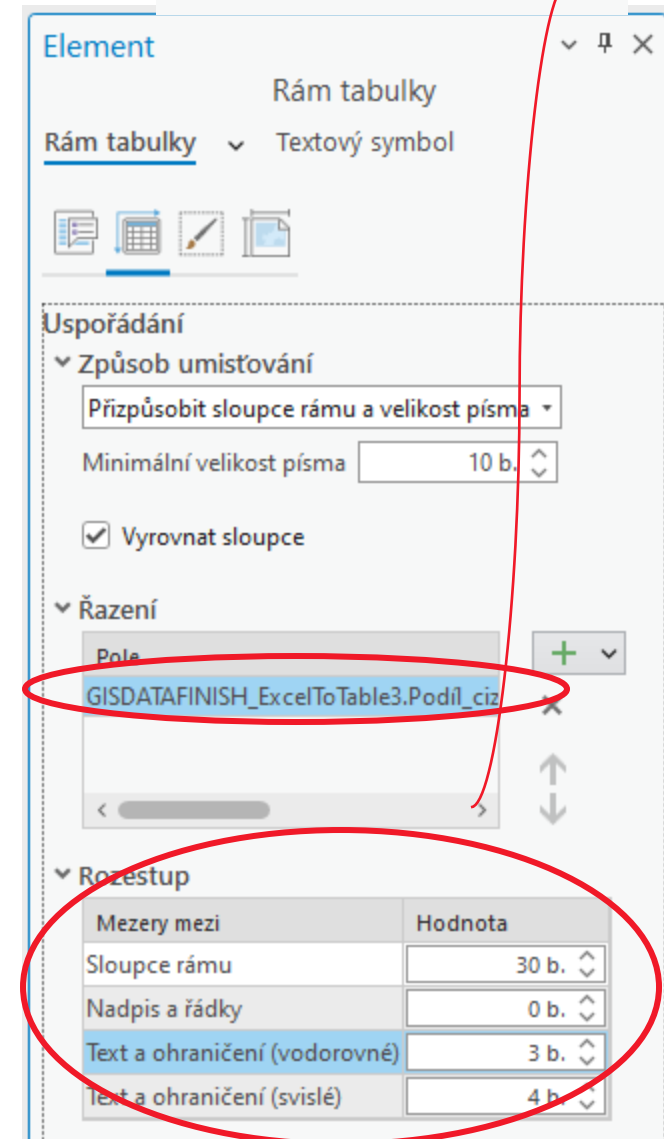 Element
Rám tabulky
Rám tabulky Textový symbol
Uspořádání
Způsob umisťování
Přizpůsobit sloupce rámu a velikost písma
Minimální velikost písma 10 b.
Vyrovnat sloupce
Řazení
Pole
GISDATAFINISH_ExcelToTable3.Podíl_ciz
Rozestup
Mezery mezi Hodnota
Sloupce rámu 30 b.
Nadpis a řádky 0 b.
Text a ohraničení (vodorovné) 3 b.
Text a ohraničení (svislé) 4 b.